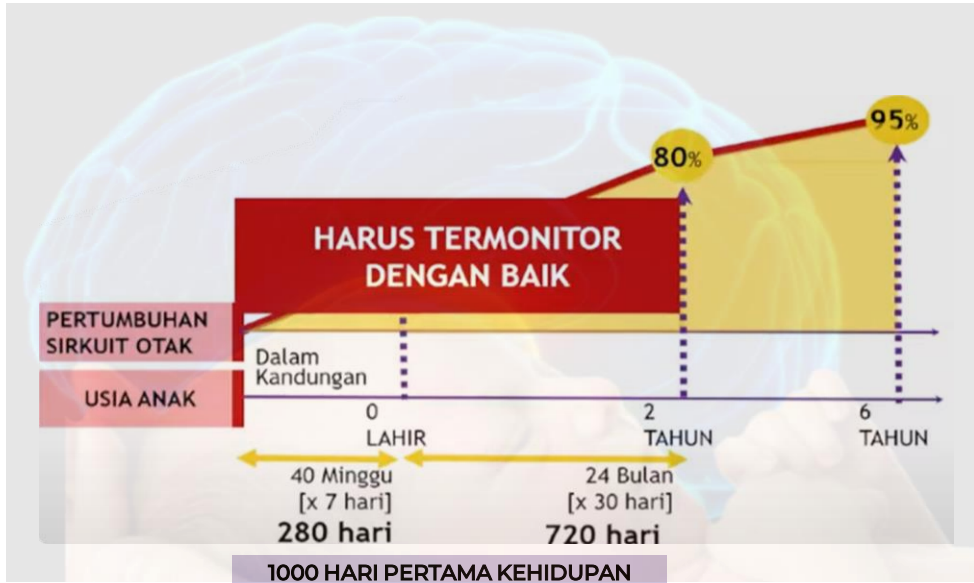 95%
80%
HARUS TERMONITOR
DENGAN BAIK
PERTUMBUHAN
SIRKUIT OTAK
Dalam
Kandungan
USIA ANAK
0
LAHIR
2
TAHUN
6
TAHUN
40 Minggu
[x 7 hari]
280 hari
24 Bulan
[x 30 hari]
720 hari
1000 HARI PERTAMA KEHIDUPAN